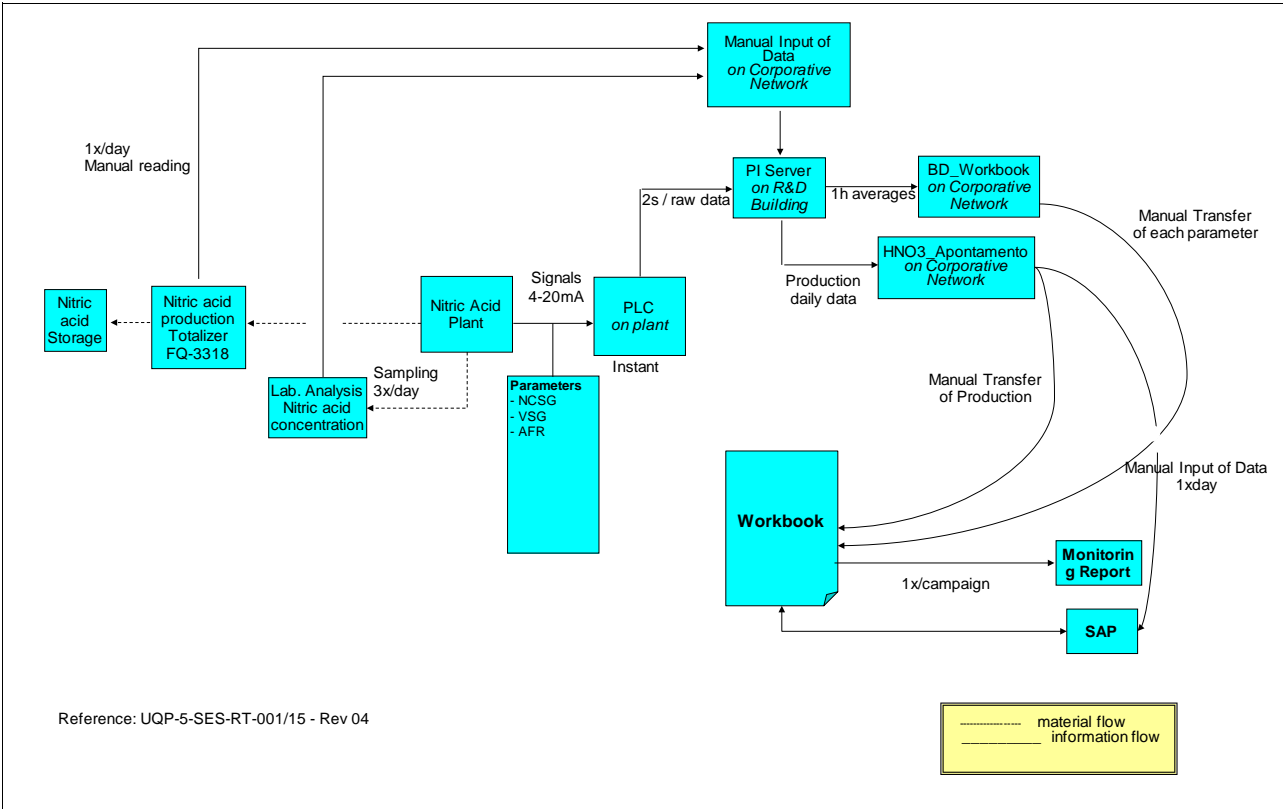 Manual Input of
Data
on Corporative
Network
1x/day
Manual reading
PI Server
on R&D
Building
2s / raw data
1h averages
BD_Workbook
on Corporative
Network
Manual Transfer
of each parameter
HNO3_Apontamento
on Corporative
Network
Production
daily data
Signals
4-20mA
PLC
on plant
Instant
Nitric Acid
Plant
Nitric
acid
Storage
Nitric acid
production
Totalizer
FQ-3318
Sampling
3x/day
Lab. Analysis
Nitric acid
concentration
Parameters
- NCSG
- VSG
- AFR
Manual Transfer
of Production
Manual Input of Data
1xday
Workbook
1x/campaign
Monitorin
g Report
SAP
Reference: UQP-5-SES-RT-001/15 - Rev 04
material flow
information flow